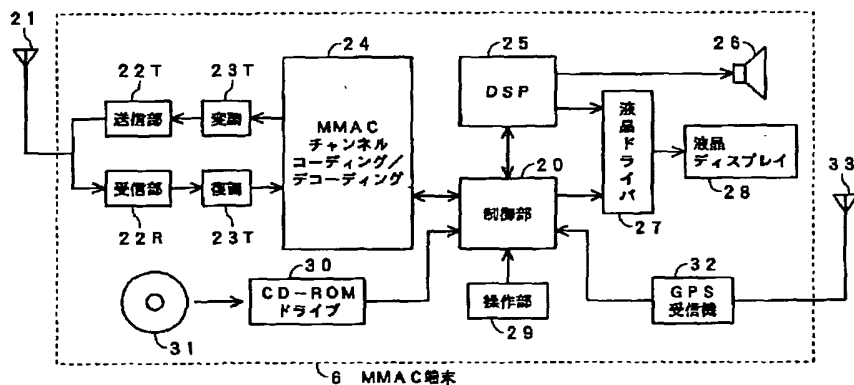 21
22T
23T
24
25
26
送信部
変調
MMAC
チャンネル
コーディング/
デコーディング
DSP
液晶ドライバ
液晶
ディスプレイ
20
28
33
受信部
復調
制御部
27
22R
23T
30
32
CD-ROM
ドライブ
操作部
GPS
受信機
31
29
6 MMAC端末